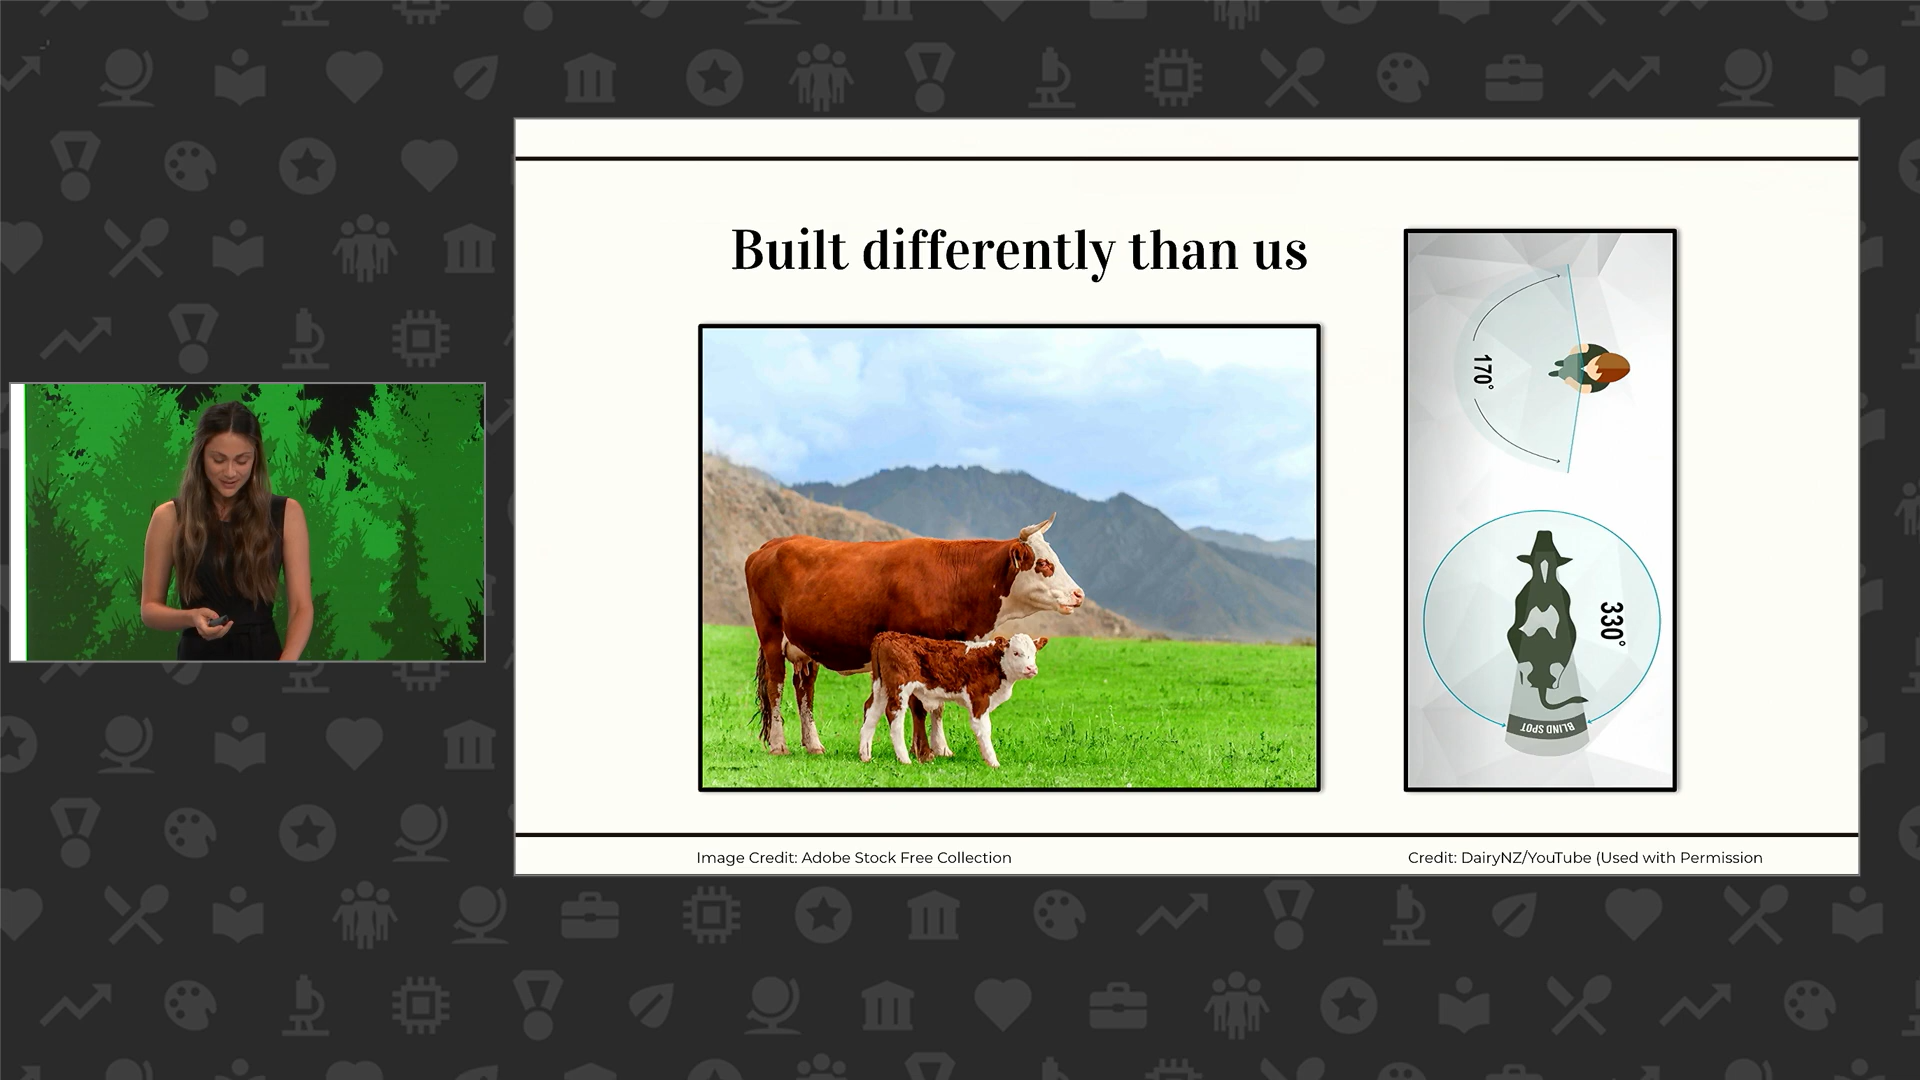 Built differently than us
170°
330°
BLIND SPOT
Image Credit: Adobe Stock Free Collection
Credit: DairyNZ/YouTube (Used with Permission